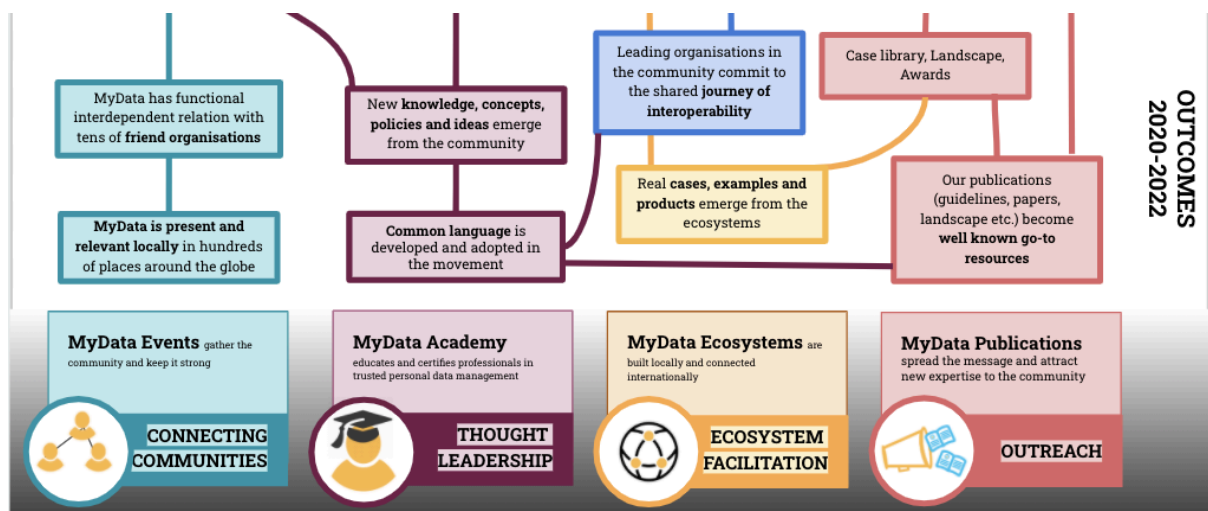 MyData has functional
interdependent relation with
tens of friend organisations
New knowledge, concepts,
policies and ideas emerge
from the community
Leading organisations in
the community commit to
the shared journey of
interoperability
Case library, Landscape,
Awards
OUTCOMES
2020-2022
MyData is present and
relevant locally in hundreds
of places around the globe
Common language is
developed and adopted in
the movement
Real cases, examples and
products emerge from the
ecosystems
Our publications
(guidelines, papers,
landscape etc.) become
well known go-to
resources
MyData Events gather the
community and keep it strong
CONNECTING
COMMUNITIES
MyData Academy
educates and certifies professionals in
trusted personal data management
THOUGHT
LEADERSHIP
MyData Ecosystems are
built locally and connected
internationally
ECOSYSTEM
FACILITATION
MyData Publications
spread the message and attract
new expertise to the community
OUTREACH